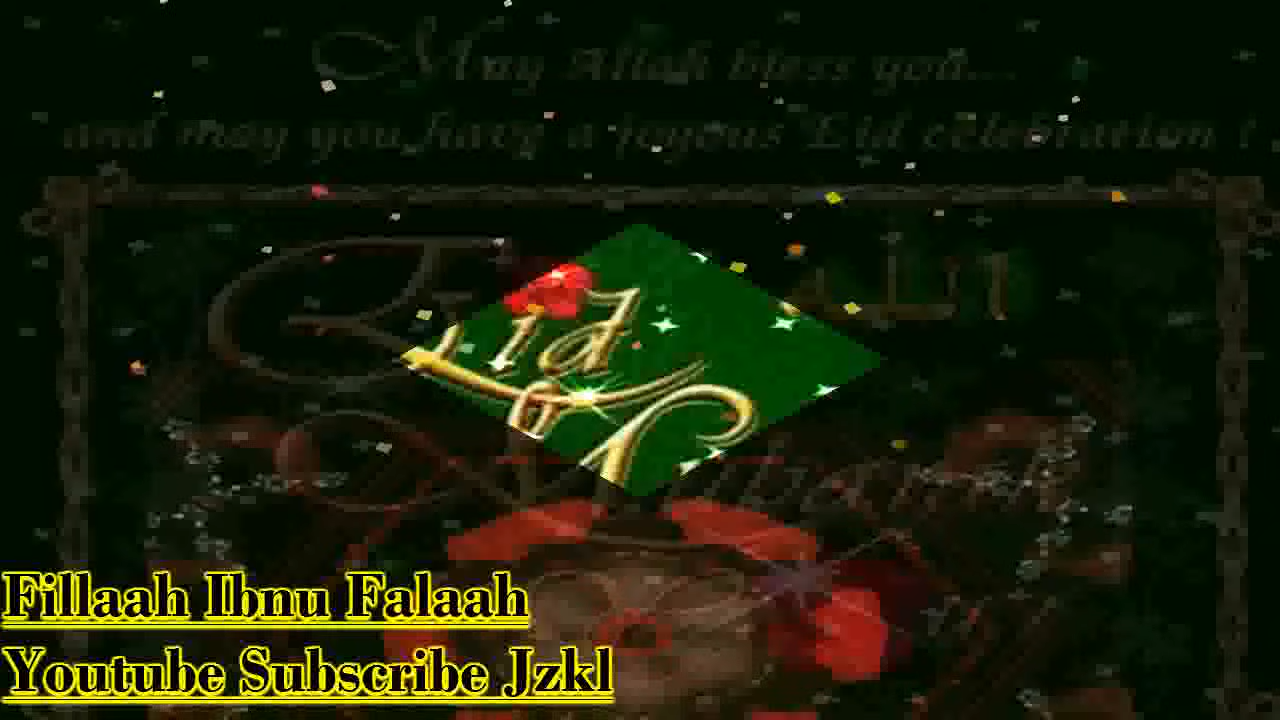 May Allah bless you....
and may you have a joyous Eid celebration !
Eid
Fillaah Ibnu Falaah
Youtube Subscribe Jzkl